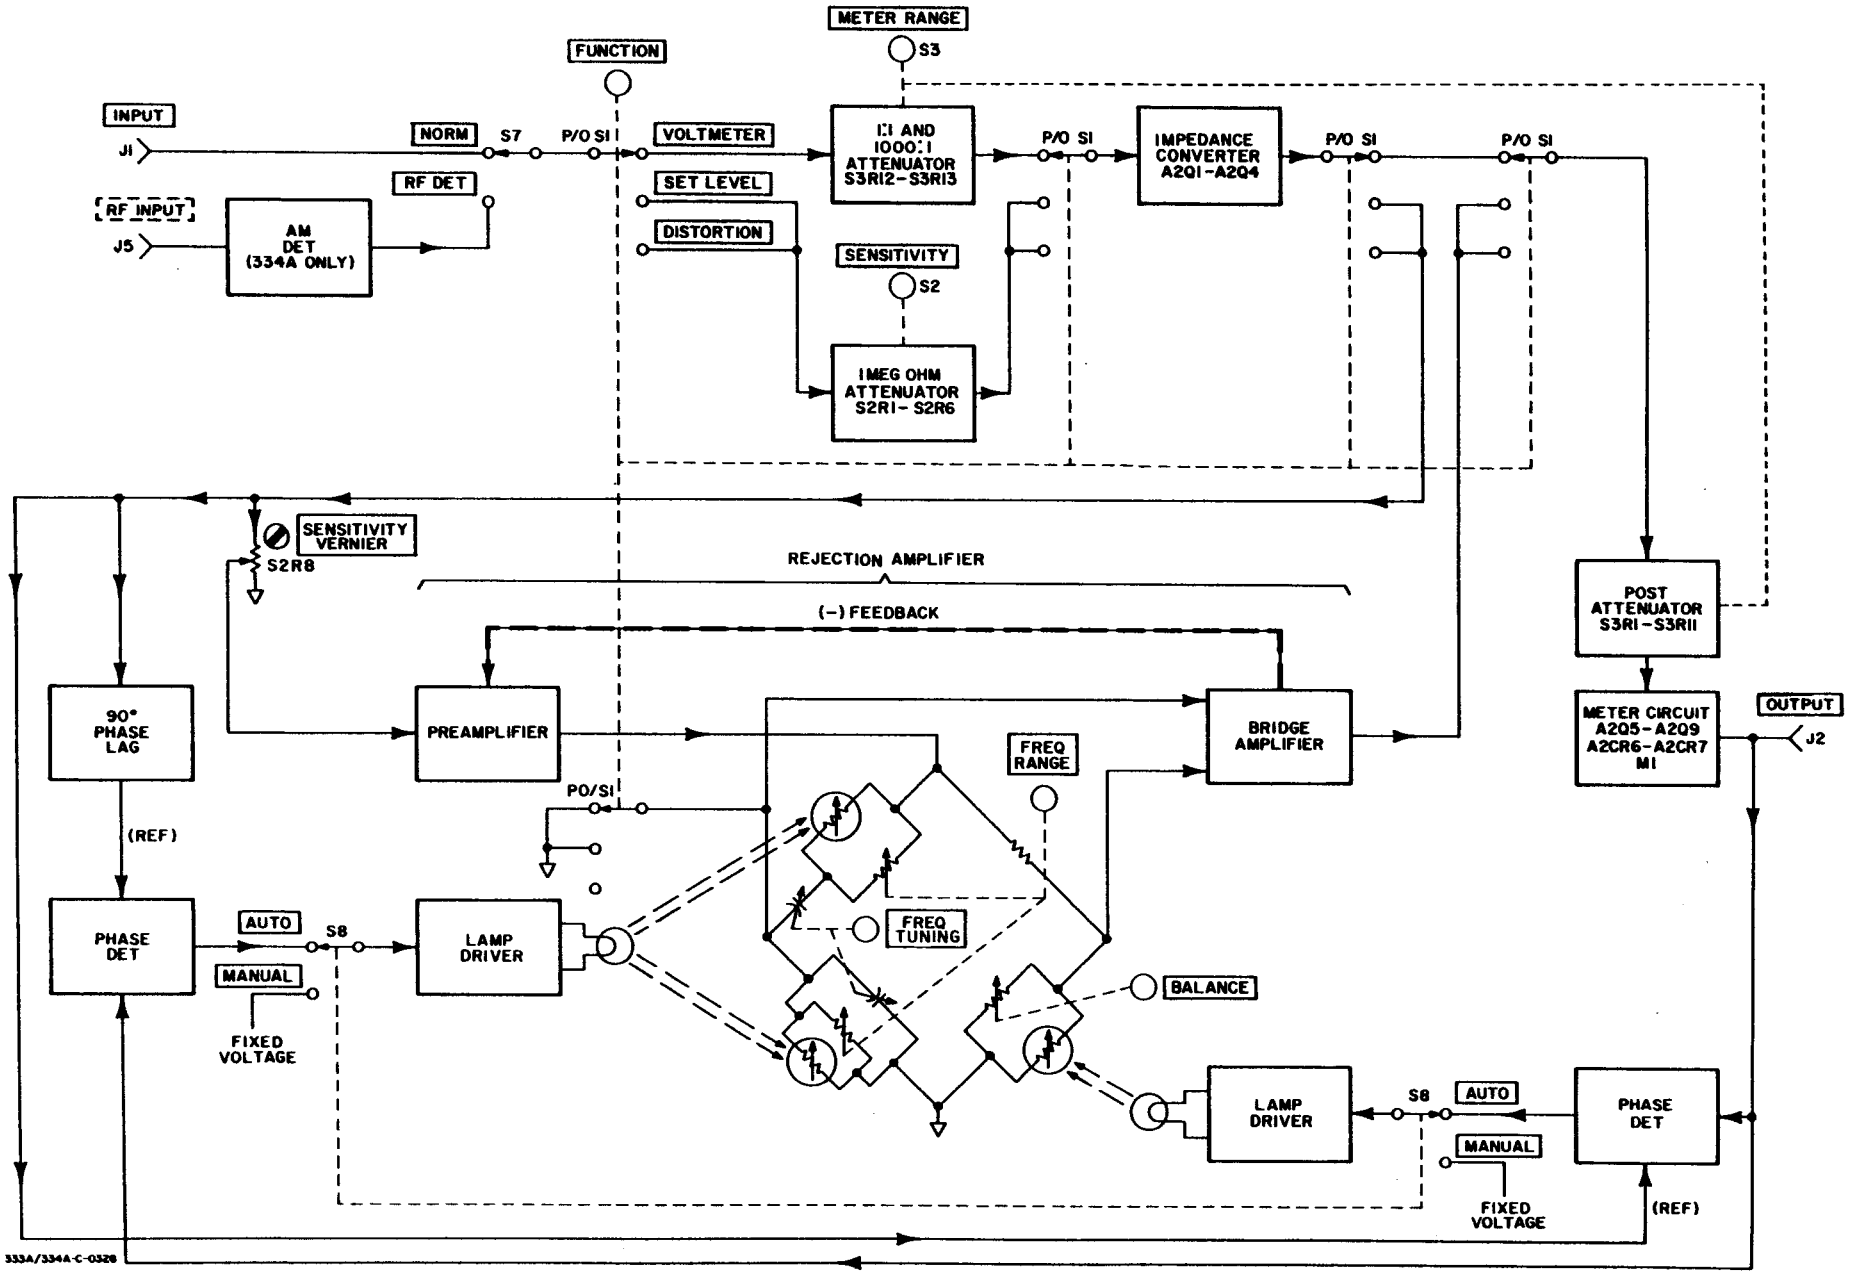 METER RANGE
S3
FUNCTION
INPUT
J1
NORM
S7
P/O S1
VOLTMETER
1:1 AND
1000:1
ATTENUATOR
S3R12-S3R13
P/O S1
IMPEDANCE
CONVERTER
A2Q1-A2Q4
P/O S1
P/O S1
RF DET
SET LEVEL
RF INPUT
J5
AM
DET
(334A ONLY)
DISTORTION
SENSITIVITY
S2
1 MEG OHM
ATTENUATOR
S2R1- S2R6
SENSITIVITY
VERNIER
S2R8
REJECTION AMPLIFIER
(-) FEEDBACK
POST
ATTENUATOR
S3R1-S3R11
90°
PHASE
LAG
PREAMPLIFIER
BRIDGE
AMPLIFIER
METER CIRCUIT
A2Q5-A2Q9
A2CR6-A2CR7
M1
OUTPUT
J2
FREQ
RANGE
PO/S1
(REF)
PHASE
DET
AUTO
S8
MANUAL
FIXED
VOLTAGE
LAMP
DRIVER
FREQ
TUNING
BALANCE
LAMP
DRIVER
S8
AUTO
MANUAL
FIXED
VOLTAGE
PHASE
DET
(REF)
333A/334A-C-0328